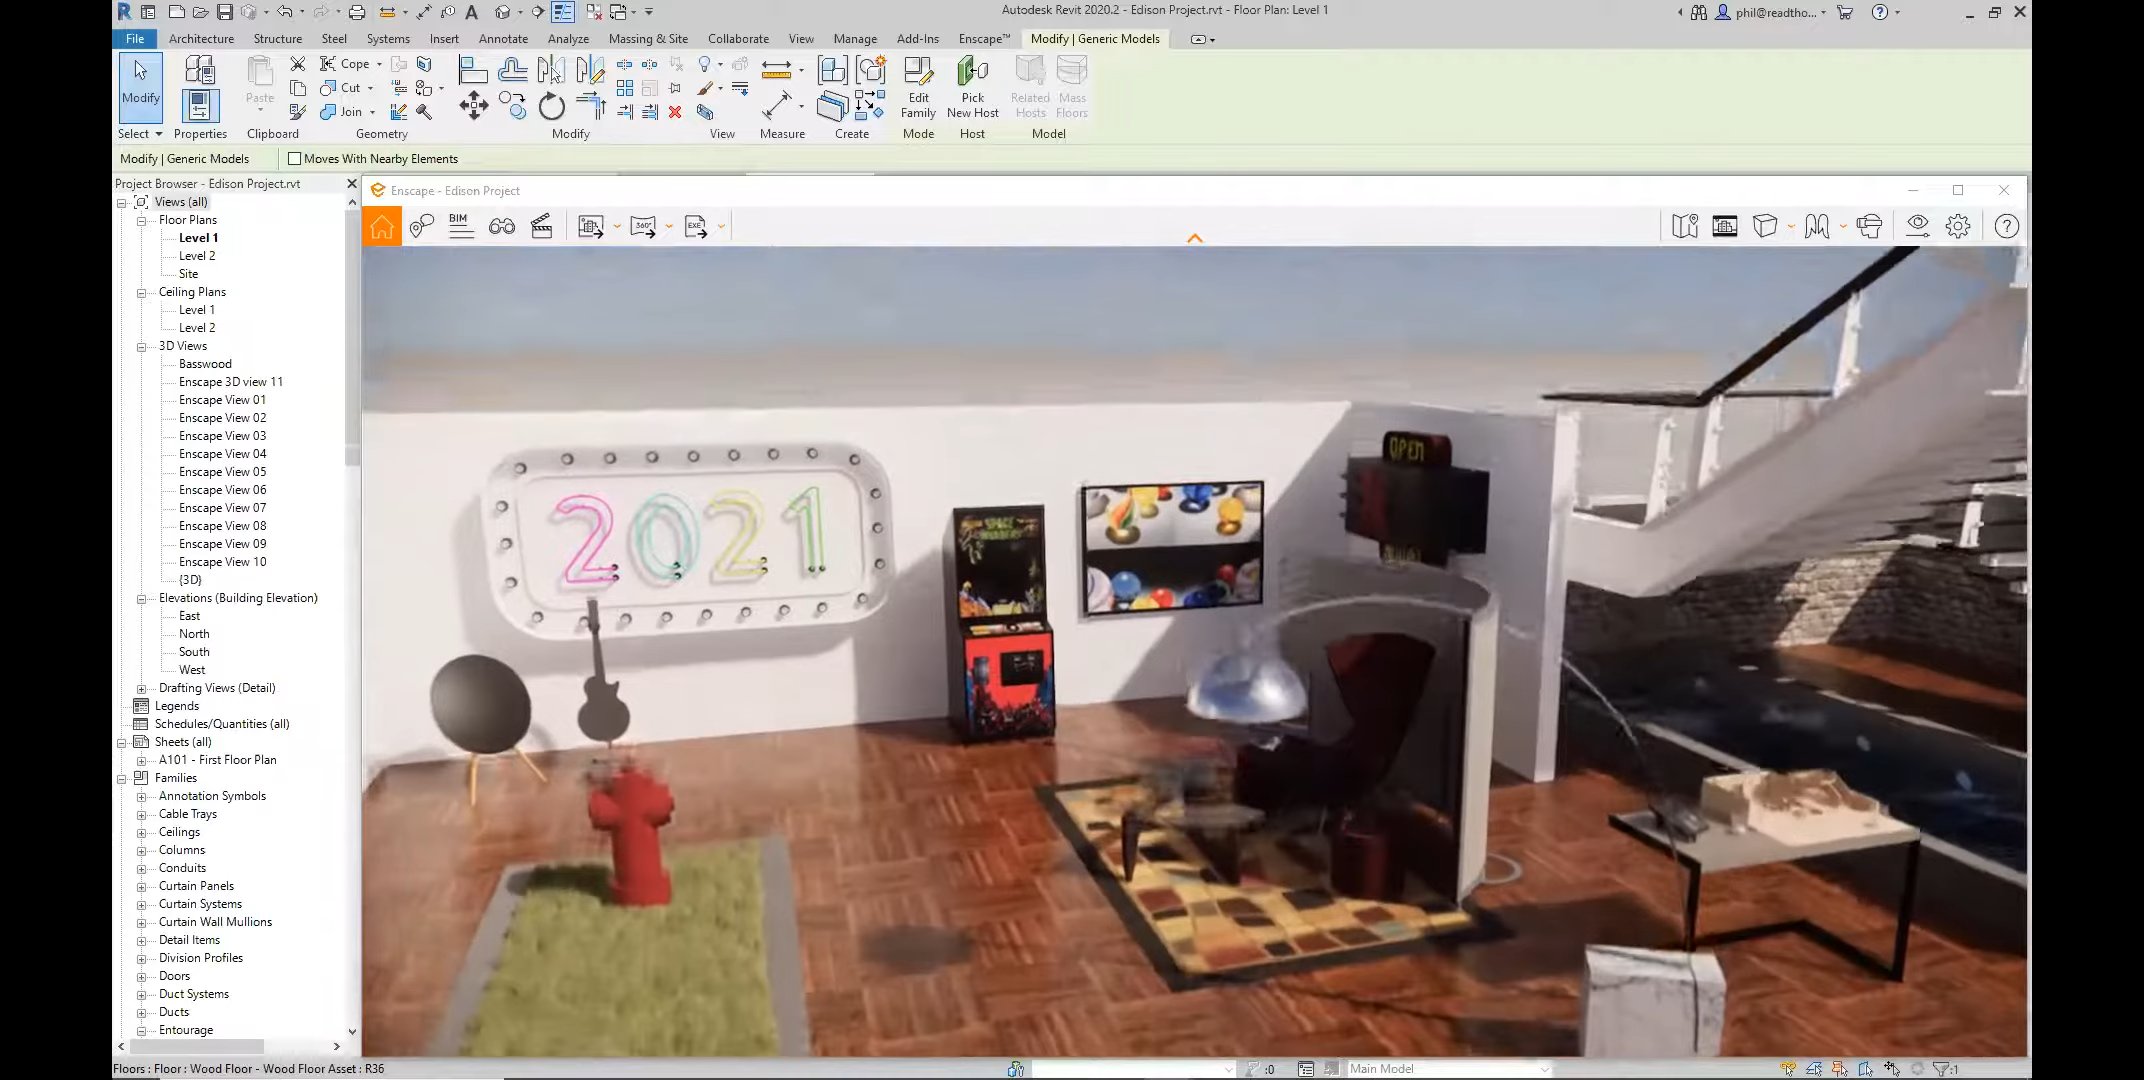 Autodesk Revit 2020.2 - Edison Project.rvt - Floor Plan: Level 1
phil@readtho...
File Architecture Structure Steel Systems Insert Annotate Analyze Massing & Site Collaborate View Manage Add-Ins Enscape™ Modify | Generic Models
Modify
Paste
Cope
Cut
Join
Edit Family
Pick New Host
Related Hosts
Mass Floors
Select Properties Clipboard Geometry Modify View Measure Create Mode Host Model
Modify | Generic Models Moves With Nearby Elements
Project Browser - Edison Project.rvt
Enscape - Edison Project
BIM
360°
EXE
Views (all)
Floor Plans
Level 1
Level 2
Site
Ceiling Plans
Level 1
Level 2
3D Views
Basswood
Enscape 3D view 11
Enscape View 01
Enscape View 02
Enscape View 03
Enscape View 04
Enscape View 05
Enscape View 06
Enscape View 07
Enscape View 08
Enscape View 09
Enscape View 10
{3D}
Elevations (Building Elevation)
East
North
South
West
Drafting Views (Detail)
Legends
Schedules/Quantities (all)
Sheets (all)
A101 - First Floor Plan
Families
Annotation Symbols
Cable Trays
Ceilings
Columns
Conduits
Curtain Panels
Curtain Systems
Curtain Wall Mullions
Detail Items
Division Profiles
Doors
Duct Systems
Ducts
Entourage
2021
SPACE
OPEN
Floors : Floor : Wood Floor - Wood Floor Asset : R36
:0
Main Model
:1